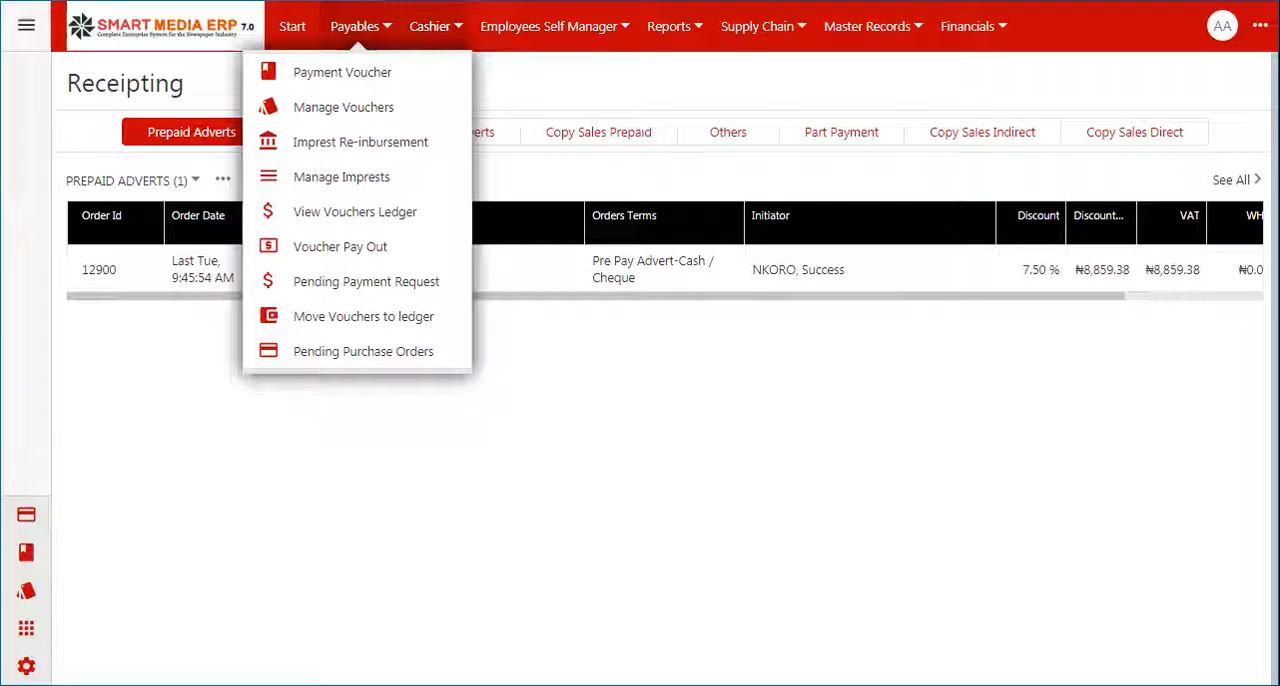 SMART MEDIA ERP 7.0
Complete Enterprise System for the Newspaper Industry
Start Payables Cashier Employees Self Manager Reports Supply Chain Master Records Financials AA
Payment Voucher
Manage Vouchers
Imprest Re-inbursement
Manage Imprests
View Vouchers Ledger
Voucher Pay Out
Pending Payment Request
Move Vouchers to ledger
Pending Purchase Orders
Receipting
Prepaid Adverts verts Copy Sales Prepaid Others Part Payment Copy Sales Indirect Copy Sales Direct
PREPAID ADVERTS (1) See All
Order Id Order Date Orders Terms Initiator Discount Discount... VAT WH
12900 Last Tue, 9:45:54 AM Pre Pay Advert-Cash / Cheque NKORO, Success 7.50 % ₦8,859.38 ₦8,859.38 ₦0.0